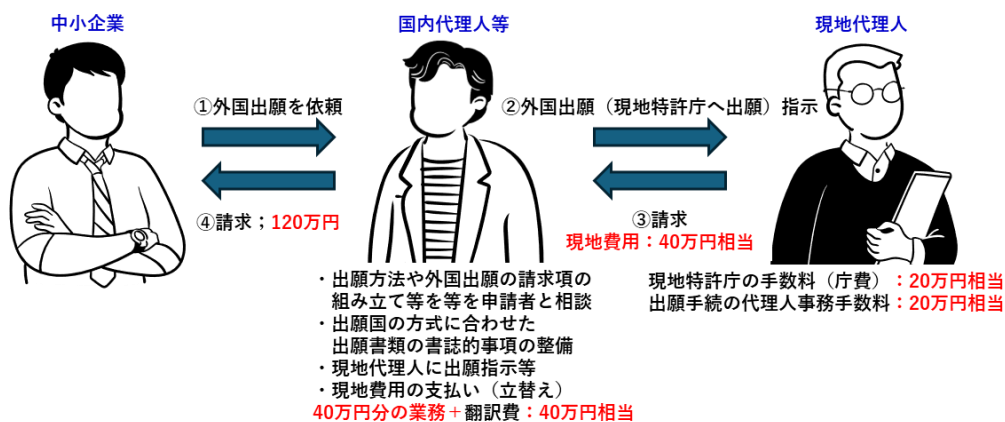 中小企業
国内代理人等
現地代理人
①外国出願を依頼
②外国出願（現地特許庁へ出願）指示
④請求；120万円
③請求
現地費用：40万円相当
・出願方法や外国出願の請求項の
組み立て等を等を申請者と相談
・出願国の方式に合わせた
出願書類の書誌的事項の整備
・現地代理人に出願指示等
・現地費用の支払い（立替え）
40万円分の業務＋翻訳費：40万円相当
現地特許庁の手数料（庁費）：20万円相当
出願手続の代理人事務手数料：20万円相当